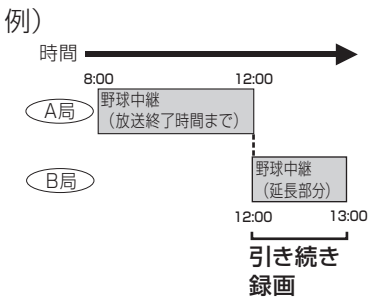 例）
時間
8:00 12:00
A局
野球中継
（放送終了時間まで）
B局
野球中継
（延長部分）
12:00 13:00
引き続き
録画